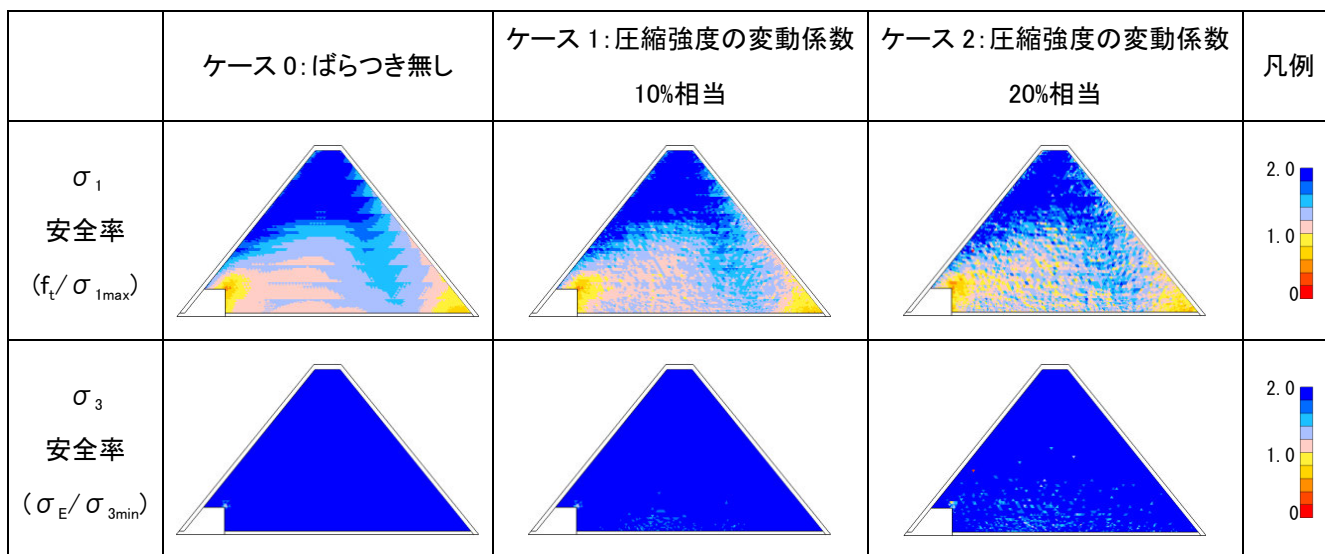 ケース 0：ばらつき無し
ケース 1：圧縮強度の変動係数
10%相当
ケース 2：圧縮強度の変動係数
20%相当
凡例
σ₁
安全率
(fₜ/σ₁ₘₐₓ)
2.0
1.0
0
σ₃
安全率
(σ_E/σ₃ₘᵢₙ)
2.0
1.0
0